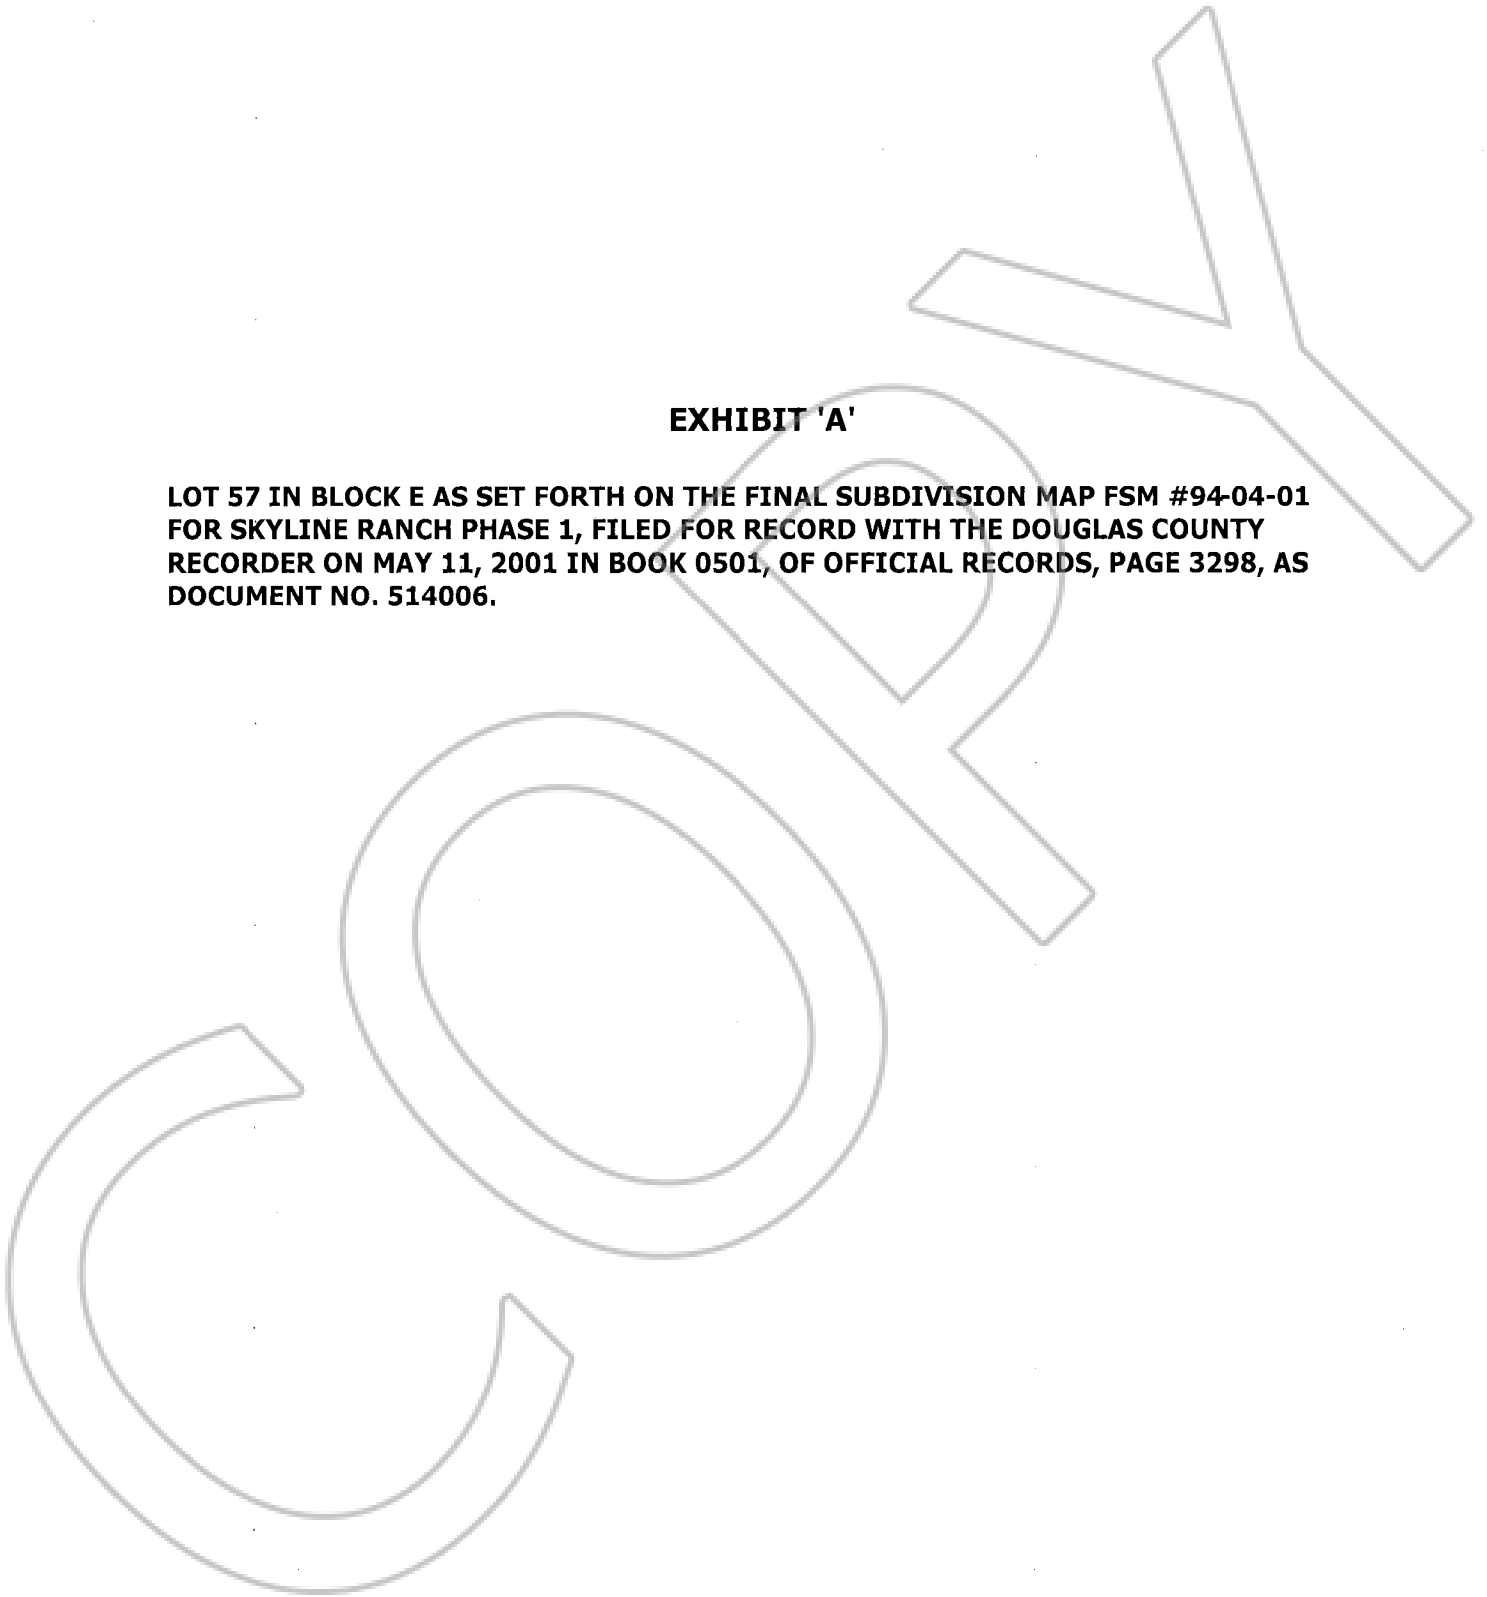 EXHIBIT 'A'
LOT 57 IN BLOCK E AS SET FORTH ON THE FINAL SUBDIVISION MAP FSM #94-04-01
FOR SKYLINE RANCH PHASE 1, FILED FOR RECORD WITH THE DOUGLAS COUNTY
RECORDER ON MAY 11, 2001 IN BOOK 0501, OF OFFICIAL RECORDS, PAGE 3298, AS
DOCUMENT NO. 514006.
COPY